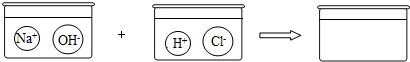 Na⁺ OH⁻ + H⁺ Cl⁻